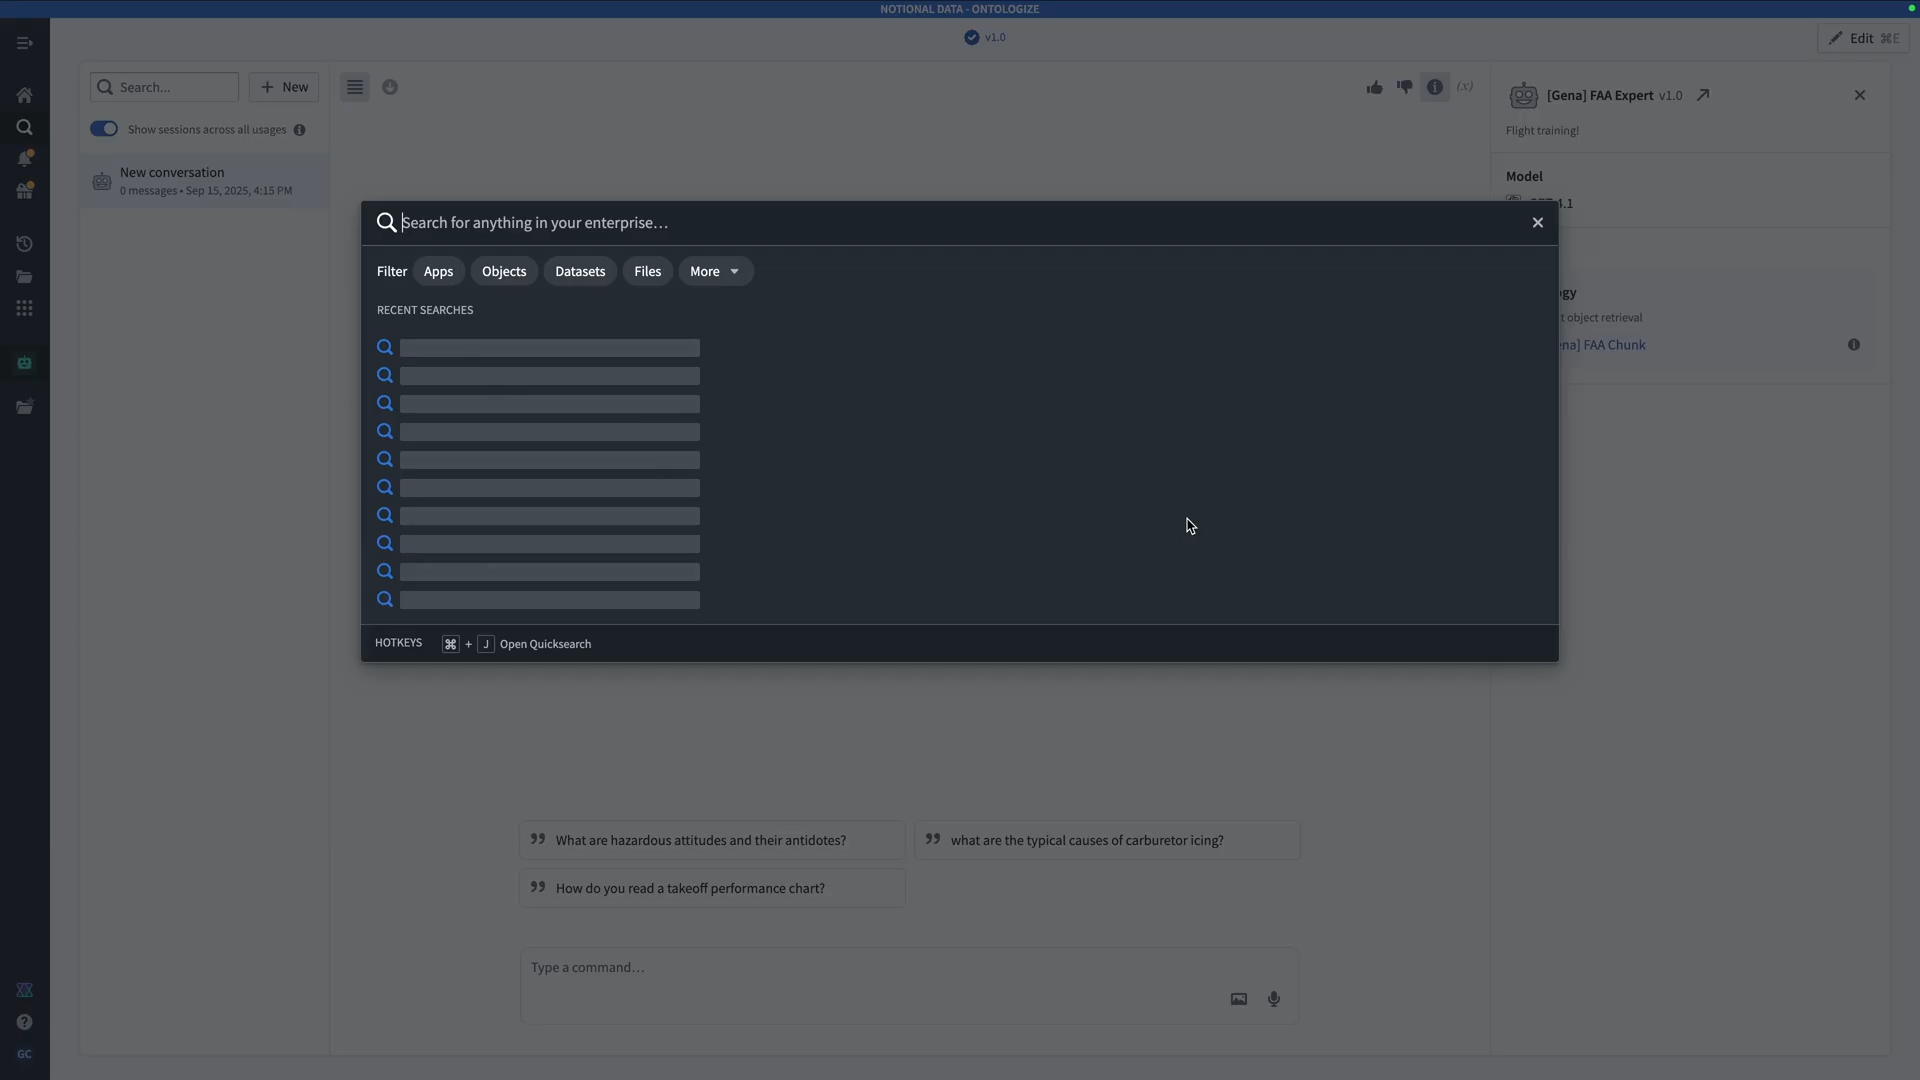 NOTIONAL DATA - ONTOLOGIZE
v1.0
Edit ⌘E
Search...
+ New
Show sessions across all usages
New conversation
0 messages • Sep 15, 2025, 4:15 PM
(x)
[Gena] FAA Expert v1.0
Flight training!
Model
4.1
gy
t object retrieval
na] FAA Chunk
Search for anything in your enterprise...
Filter Apps Objects Datasets Files More
RECENT SEARCHES
HOTKEYS ⌘ + J Open Quicksearch
What are hazardous attitudes and their antidotes?
what are the typical causes of carburetor icing?
How do you read a takeoff performance chart?
Type a command...
GC